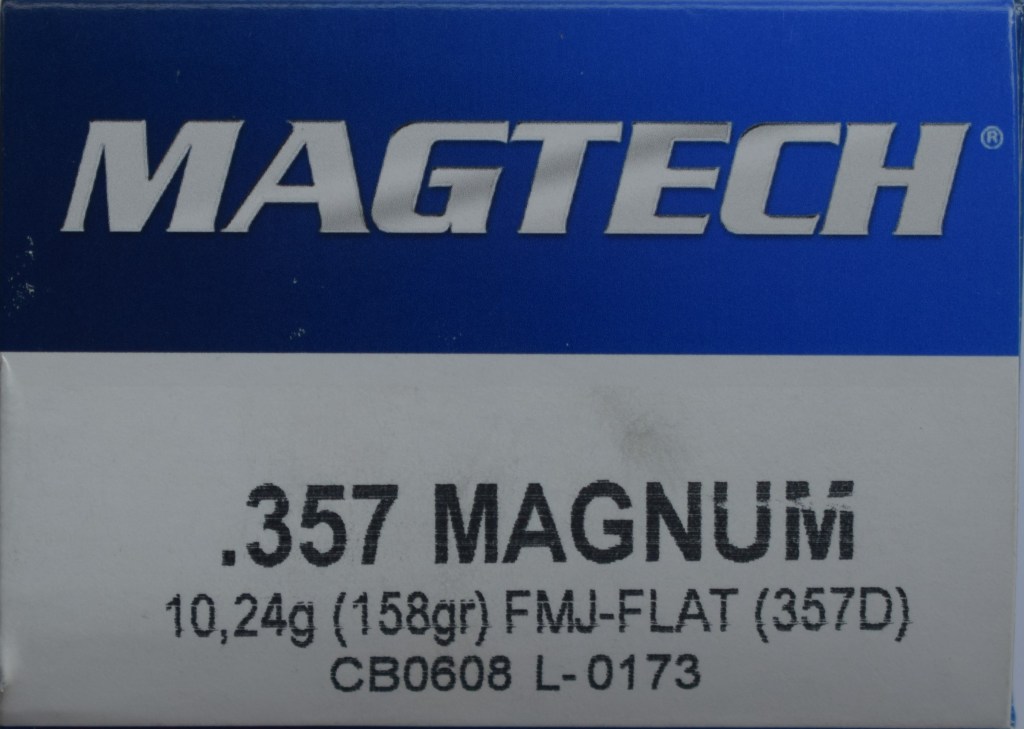 MAGTECH®
.357 MAGNUM
10,24g (158gr) FMJ-FLAT (357D)
CB0608 L-0173